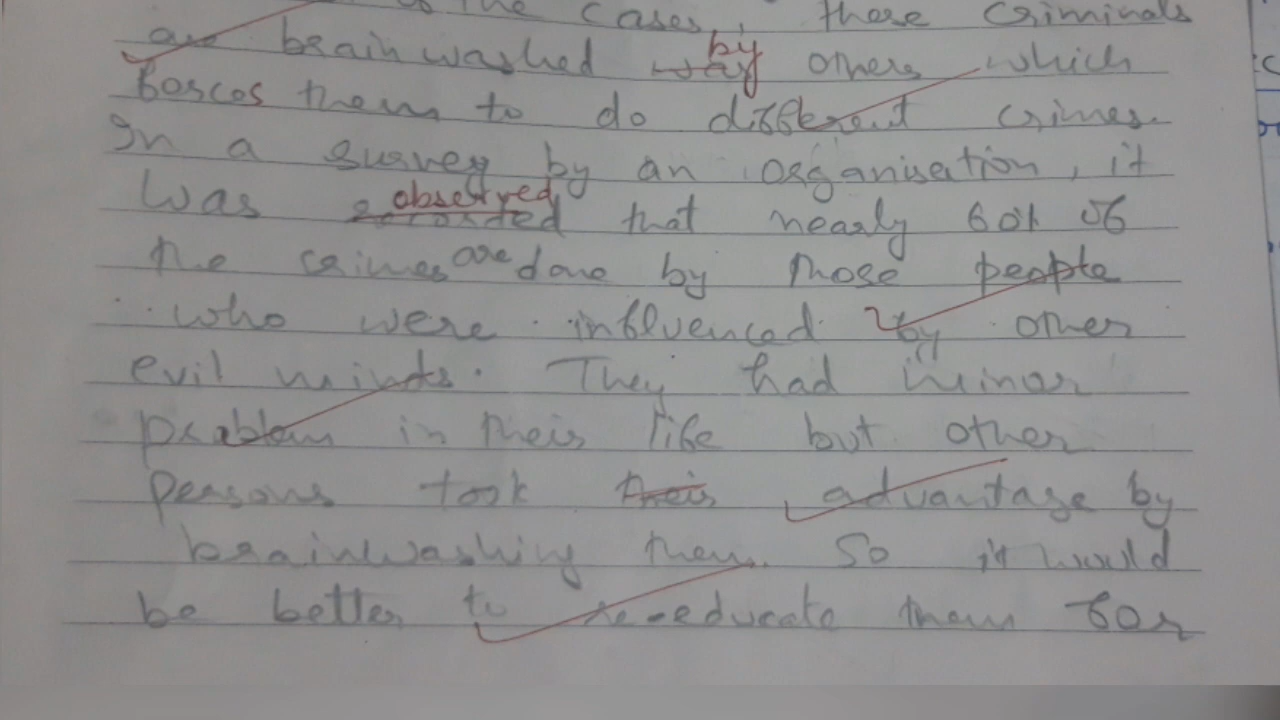 of the cases, these criminals
are brainwashed by others which
forces them to do different crimes.
In a survey by an organisation, it
was observed that nearly 60% of
the crimes are done by those people
who were influenced by other
evil minds. They had minor
problem in their life but other
persons took their advantage by
brainwashing them. So it would
be better to re-educate them for